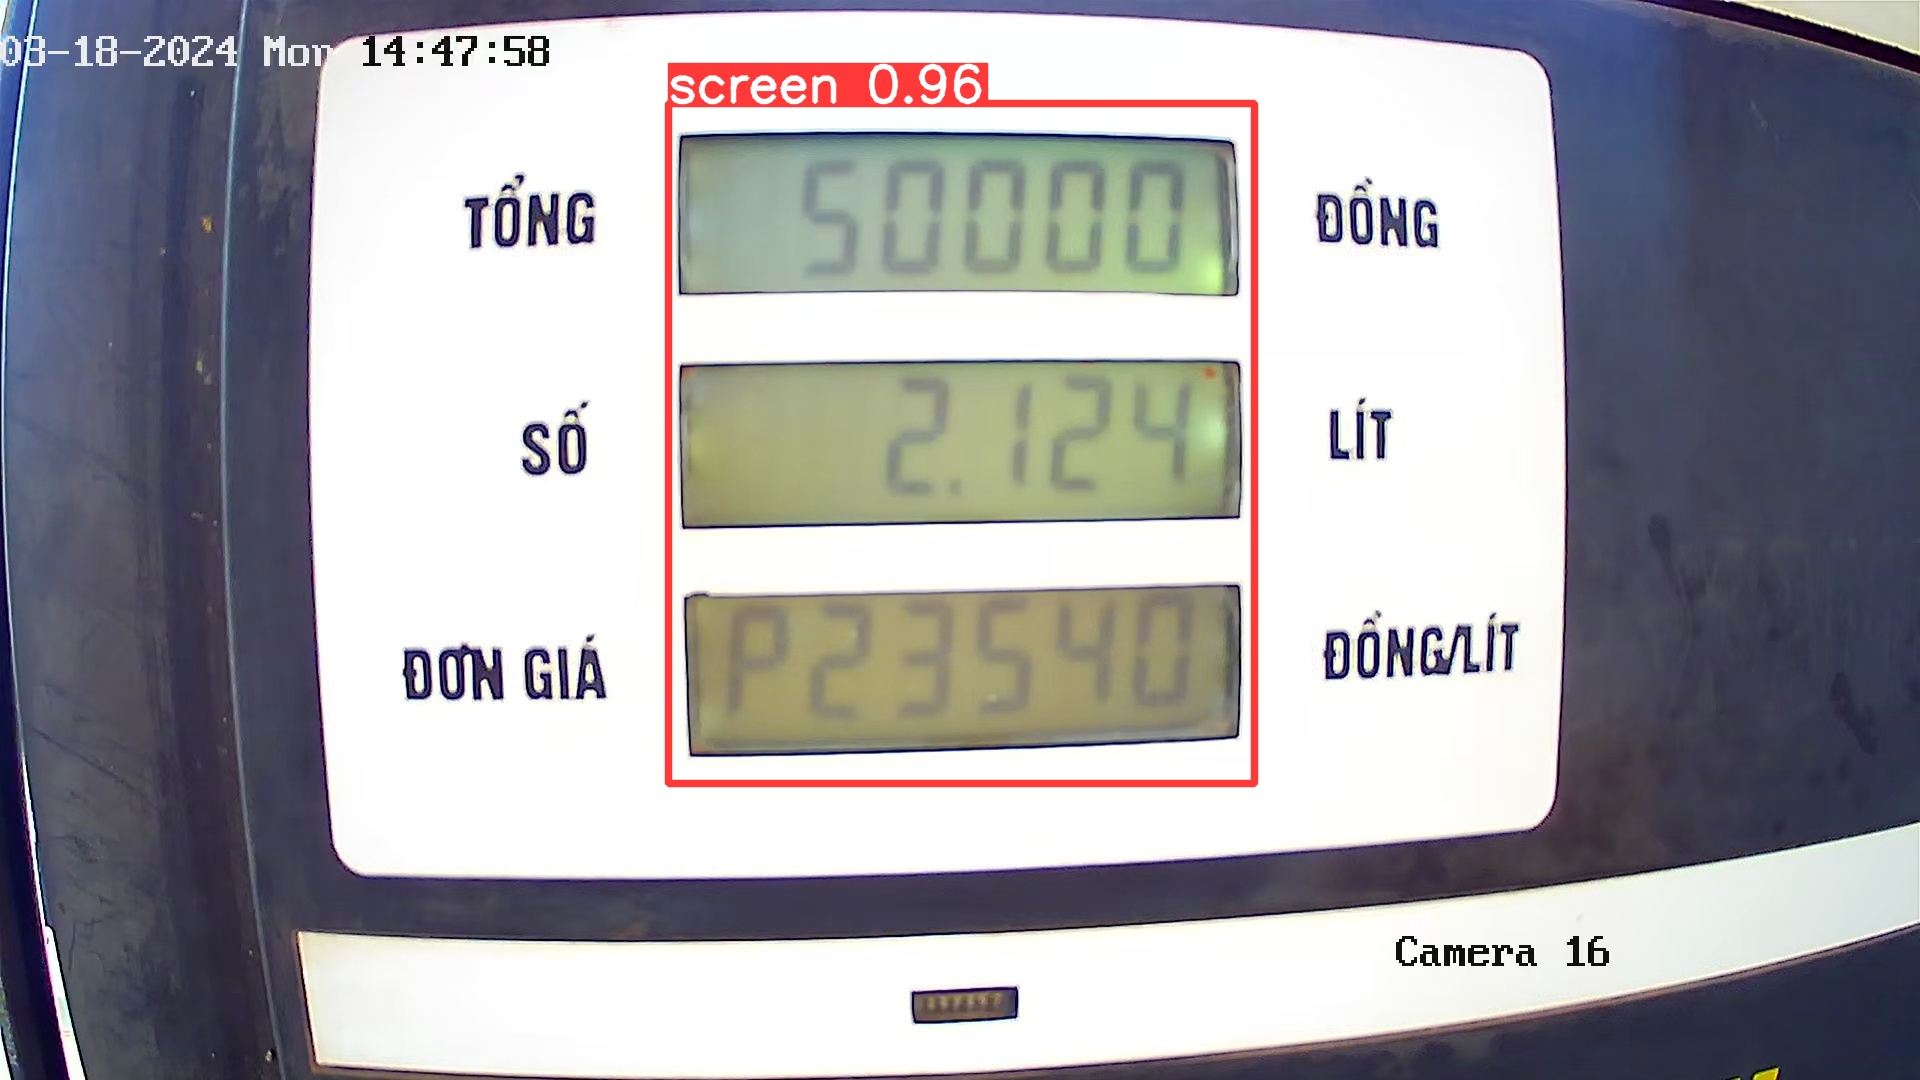 03-18-2024 Mon 14:47:58
screen 0.96
TỔNG 50000 ĐỒNG
SỐ 2.124 LÍT
ĐƠN GIÁ P23540 ĐỒNG/LÍT
Camera 16